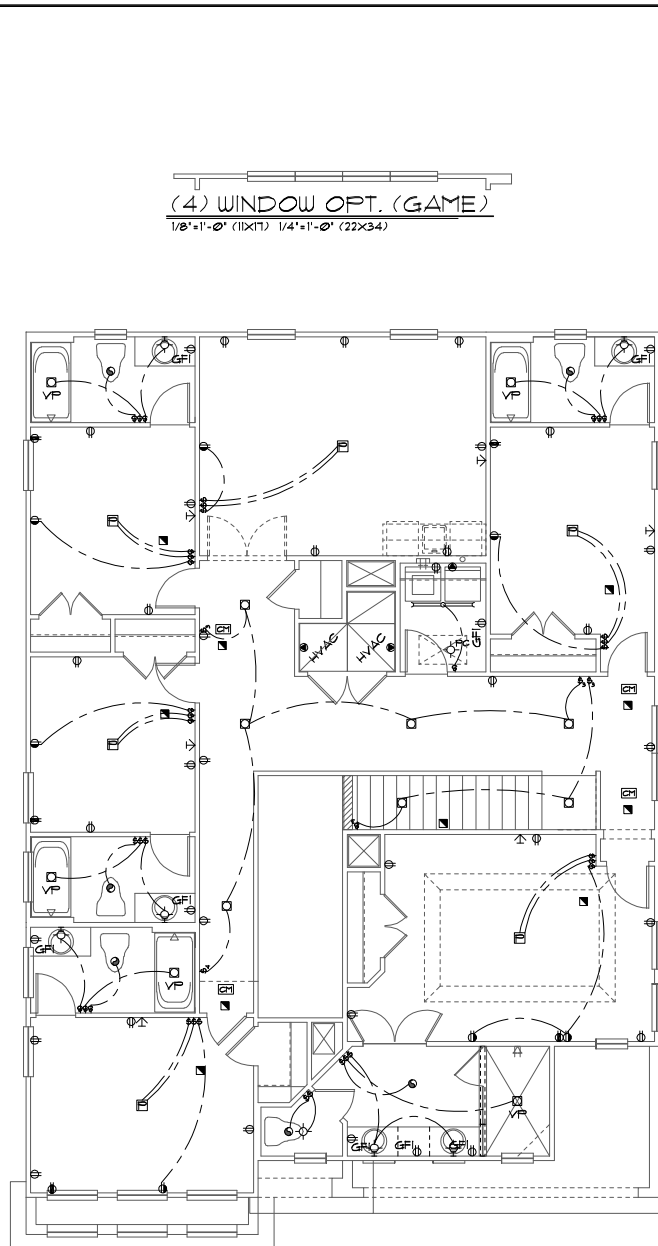 (4) WINDOW OPT. (GAME)
1/8"=1'-0" (11X17) 1/4"=1'-0" (22X34)
GFI
GFI
VP
VP
P
P
P
CM
HVAC
HVAC
PC
GFI
CM
P
CM
VP
GFI
P
GFI
VP
CM
P
VP
GFI
GFI
GFI